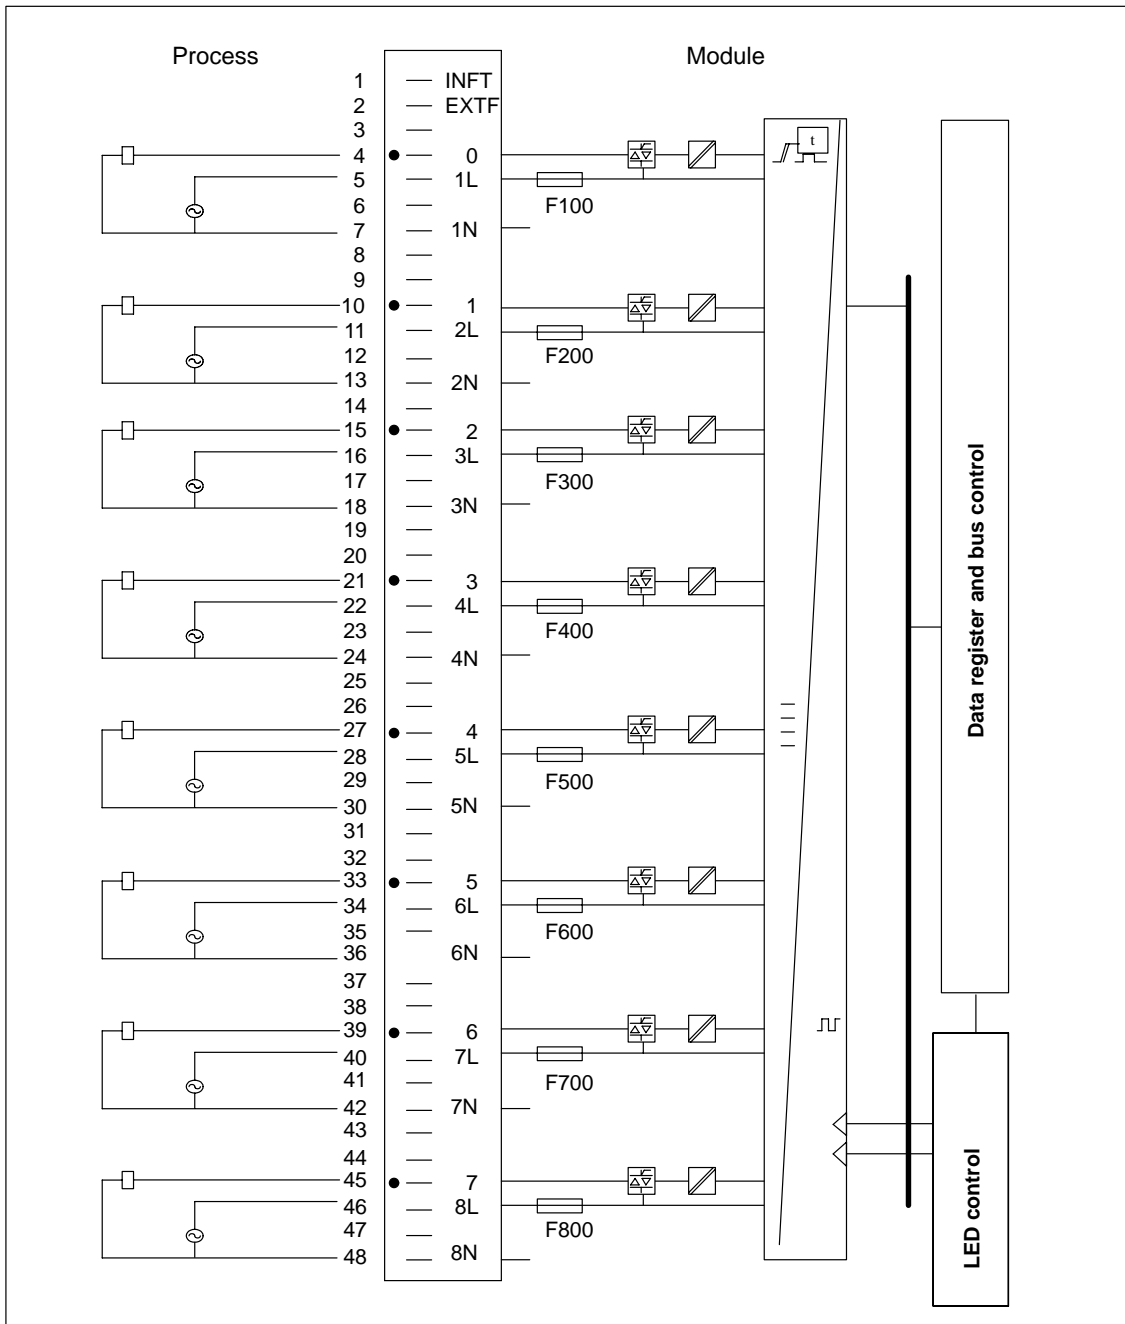 Process Module
1 INFT
2 EXTF
3
4 0
t
5 1L
F100
6
7 1N
8
9
10 1
11 2L
F200
12
13 2N
14
15 2
16 3L
F300
17
18 3N
19
20
21 3
22 4L
F400
23
24 4N
25
26
27 4
28 5L
F500
29
30 5N
31
32
33 5
34 6L
F600
35
36 6N
37
38
39 6
40 7L
F700
41
42 7N
43
44
45 7
46 8L
F800
47
48 8N
Data register and bus control
LED control